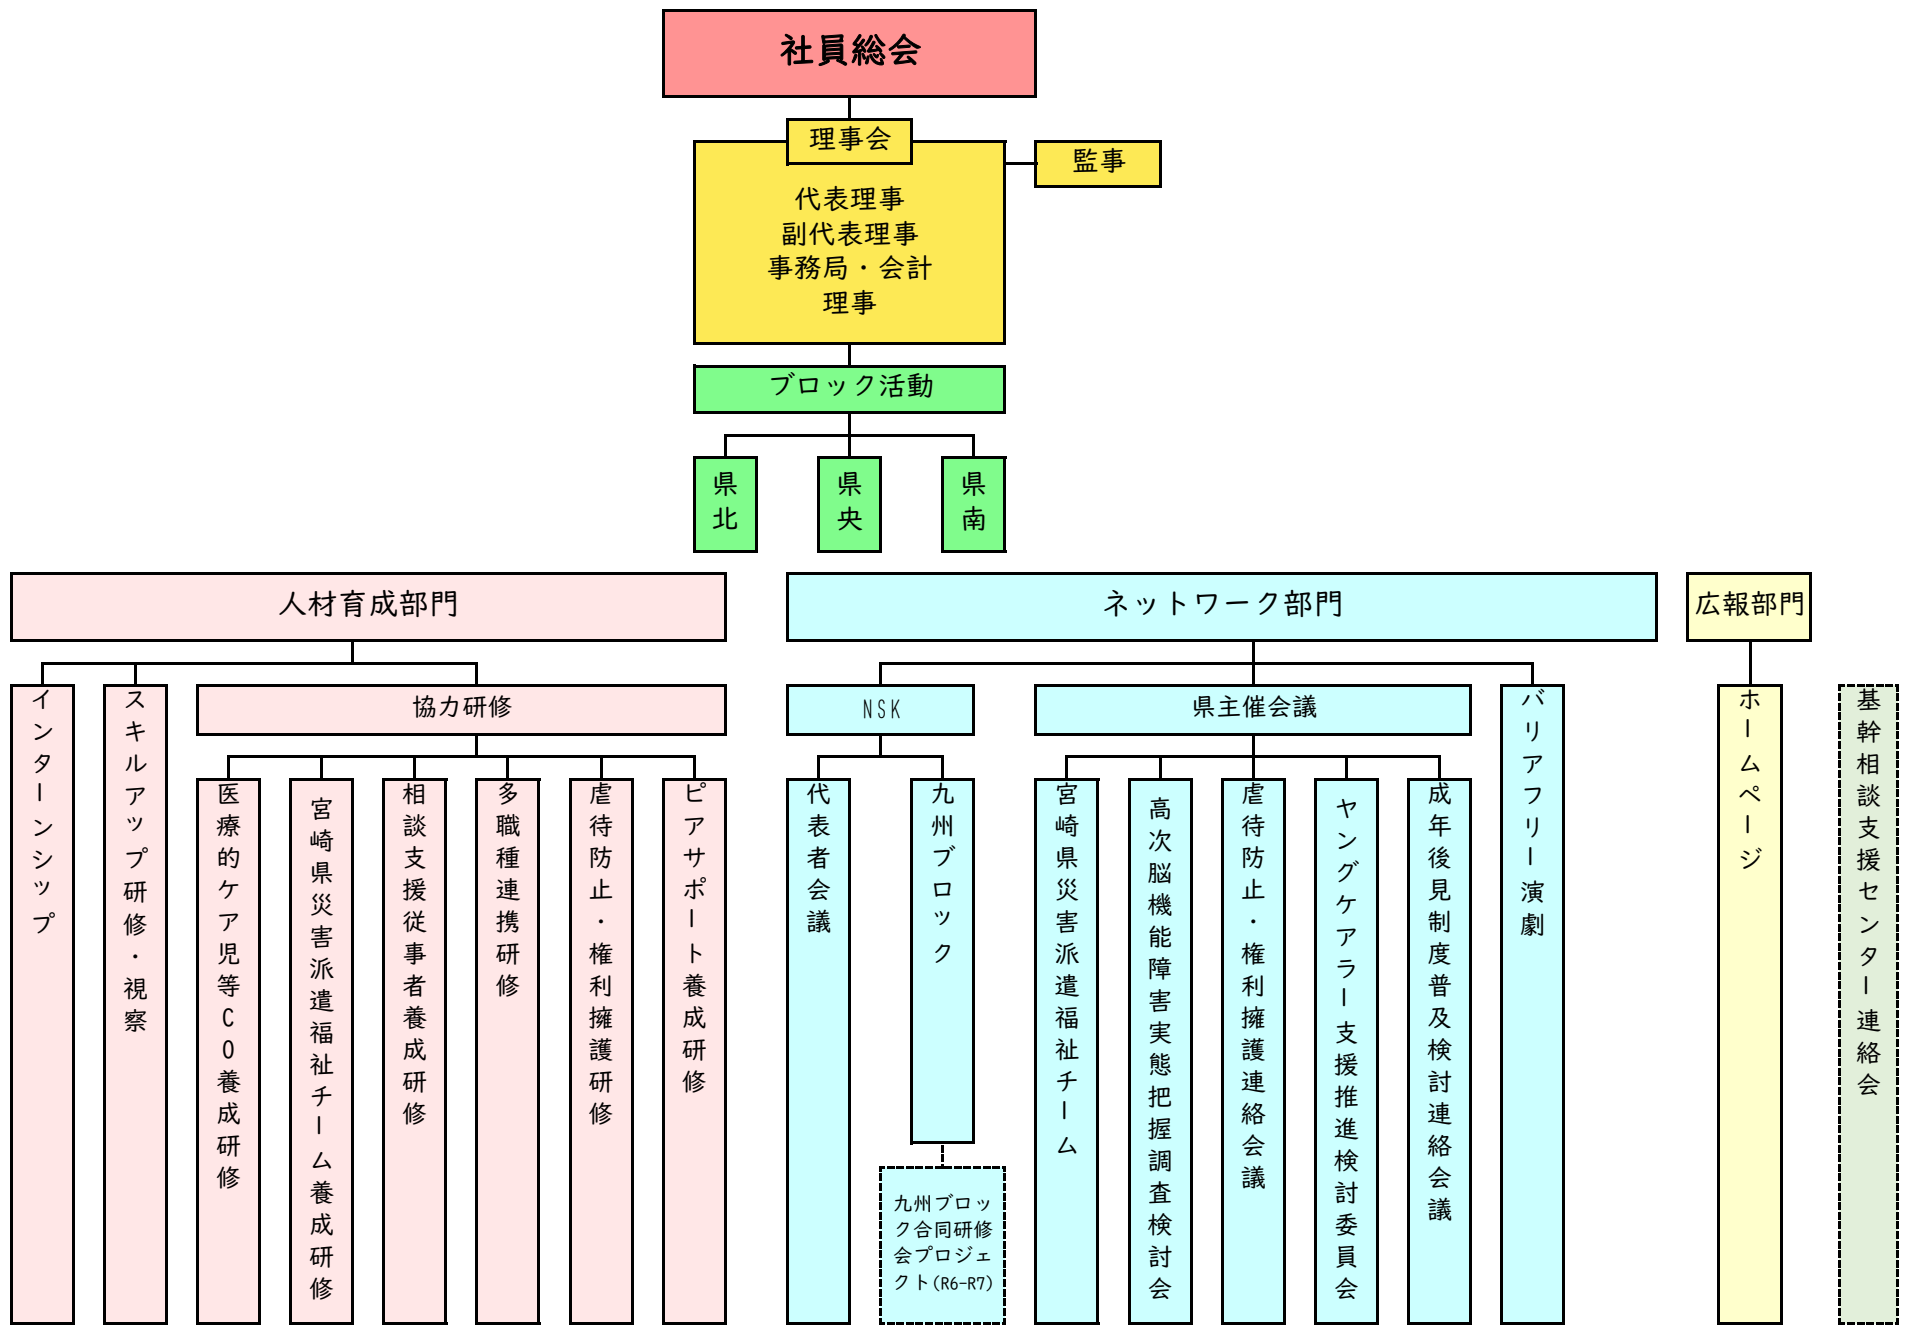 社員総会
理事会
監事
代表理事
副代表理事
事務局・会計
理事
ブロック活動
県北
県央
県南
人材育成部門
ネットワーク部門
広報部門
インターンシップ
スキルアップ研修・視察
協力研修
医療的ケア児等CO養成研修
宮崎県災害派遣福祉チーム養成研修
相談支援従事者養成研修
多職種連携研修
虐待防止・権利擁護研修
ピアサポート養成研修
NSK
代表者会議
九州ブロック
九州ブロッ
ク合同研修
会プロジェ
クト(R6-R7)
県主催会議
宮崎県災害派遣福祉チーム
高次脳機能障害実態把握調査検討会
虐待防止・権利擁護連絡会議
ヤングケアラー支援推進検討委員会
成年後見制度普及検討連絡会議
バリアフリー演劇
ホームページ
基幹相談支援センター連絡会